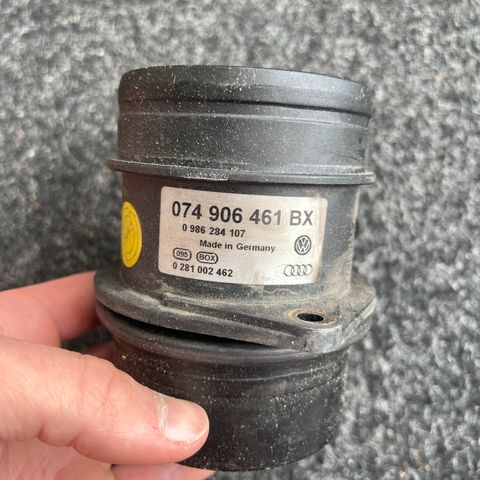 074 906 461 BX
0 986 284 107
Made in Germany
095 BOX
0 281 002 462